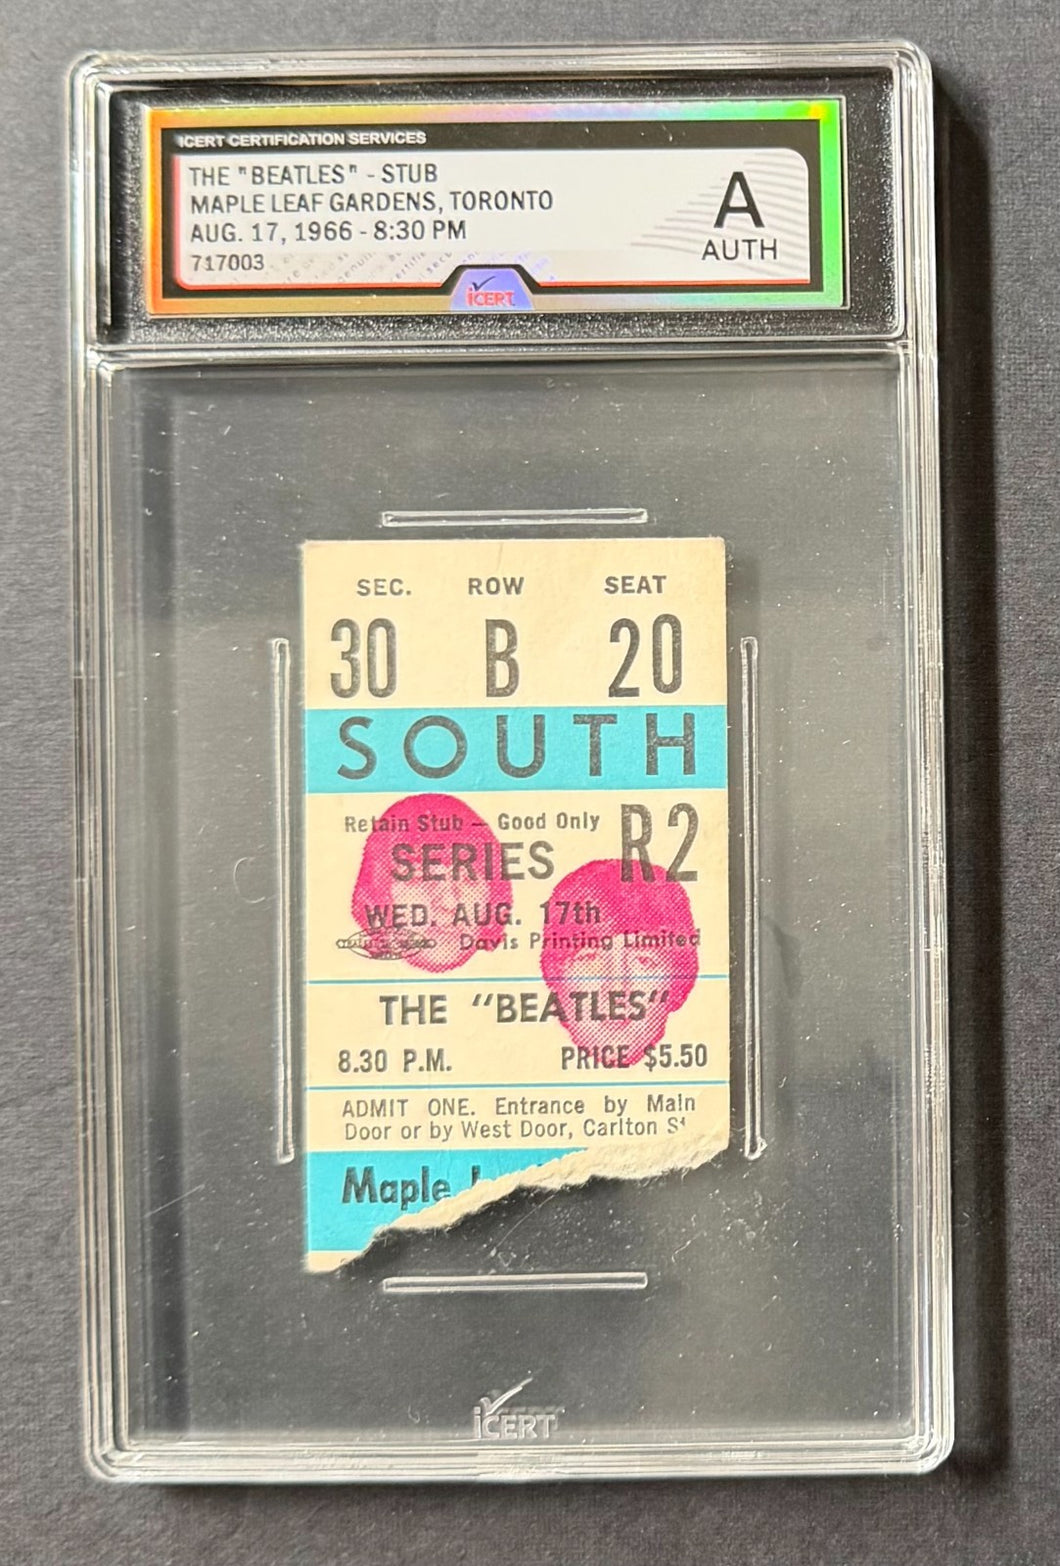 ICERT CERTIFICATION SERVICES
THE "BEATLES" - STUB
MAPLE LEAF GARDENS, TORONTO
AUG. 17, 1966 - 8:30 PM
717003
A
AUTH
iCERT
SEC. ROW SEAT
30 B 20
SOUTH
Retain Stub — Good Only
SERIES R2
WED. AUG. 17th
Davis Printing Limited
THE "BEATLES"
8.30 P.M. PRICE $5.50
ADMIT ONE. Entrance by Main
Door or by West Door, Carlton St
Maple
iCERT